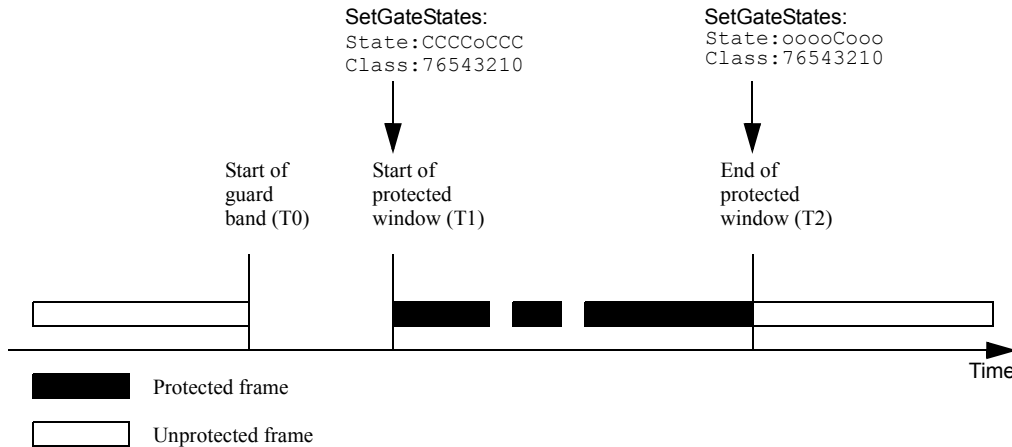 SetGateStates:
State:CCCCoCCC
Class:76543210
SetGateStates:
State:ooooCooo
Class:76543210
Start of
guard
band (T0)
Start of
protected
window (T1)
End of
protected
window (T2)
Time
Protected frame
Unprotected frame